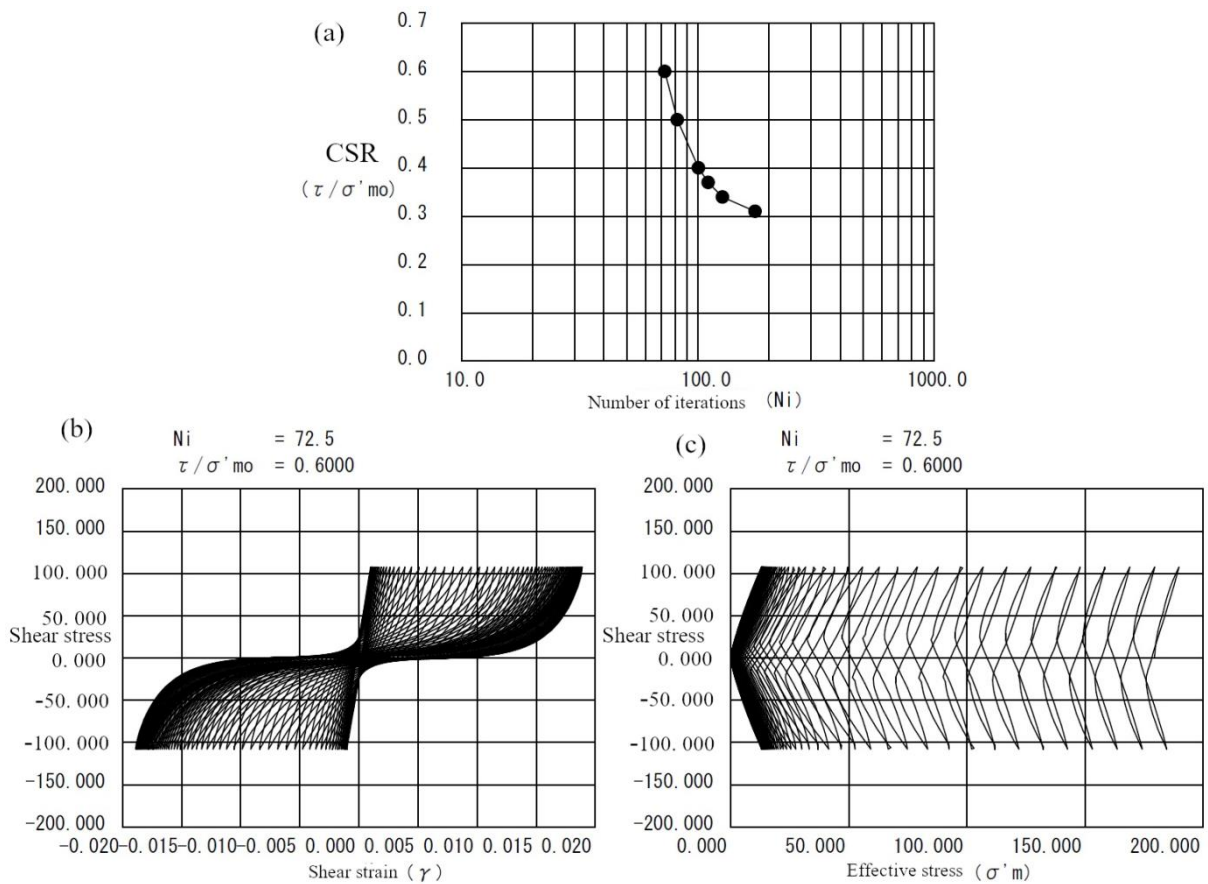 (a)
0.7
0.6
0.5
0.4
0.3
0.2
0.1
0.0
CSR
(τ/σ'mo)
10.0 100.0 1000.0
Number of iterations (Ni)
(b)
Ni = 72.5
τ/σ'mo = 0.6000
200.000
150.000
100.000
50.000
Shear stress
0.000
-50.000
-100.000
-150.000
-200.000
-0.020 -0.015 -0.010 -0.005 0.000 0.005 0.010 0.015 0.020
Shear strain (γ)
(c)
Ni = 72.5
τ/σ'mo = 0.6000
200.000
150.000
100.000
50.000
Shear stress
0.000
-50.000
-100.000
-150.000
-200.000
0.000 50.000 100.000 150.000 200.000
Effective stress (σ'm)